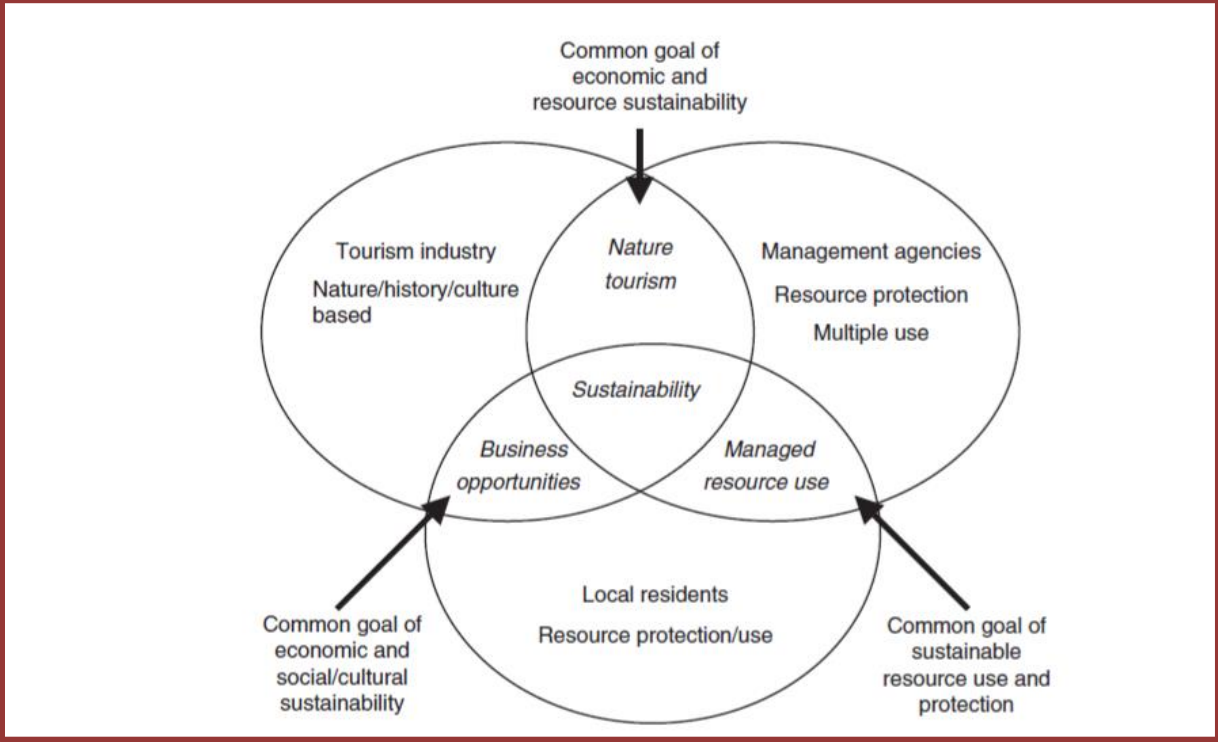 Common goal of
economic and
resource sustainability
Tourism industry
Nature/history/culture
based
Nature
tourism
Management agencies
Resource protection
Multiple use
Sustainability
Business
opportunities
Managed
resource use
Local residents
Resource protection/use
Common goal of
economic and
social/cultural
sustainability
Common goal of
sustainable
resource use and
protection